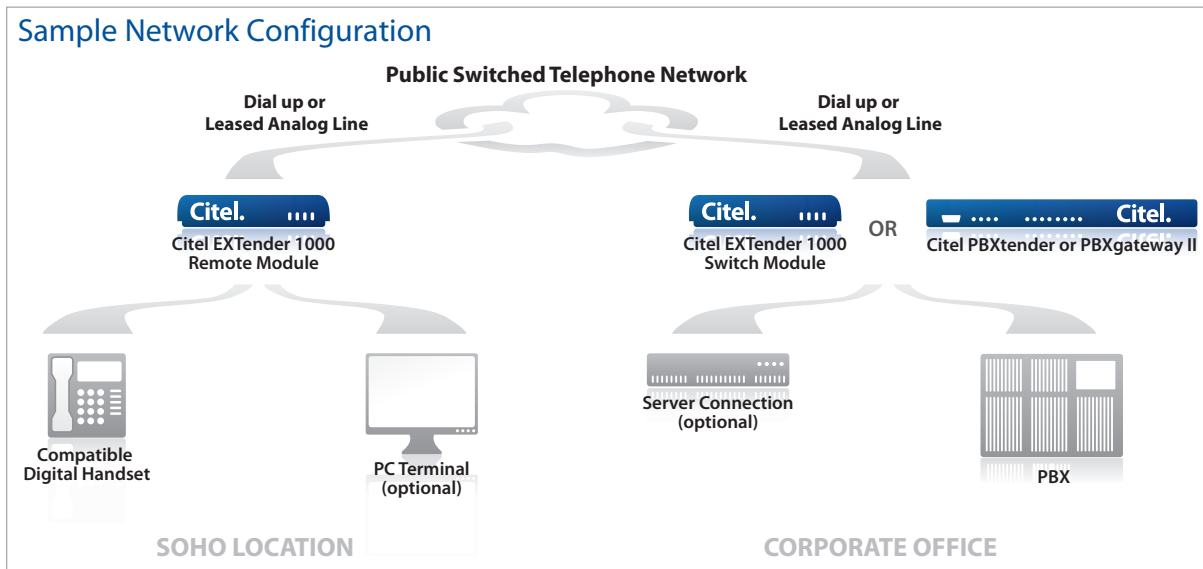 Sample Network Configuration
Public Switched Telephone Network
Dial up or
Leased Analog Line
Dial up or
Leased Analog Line
Citel.
Citel EXTender 1000
Remote Module
Citel.
Citel EXTender 1000
Switch Module
OR
Citel.
Citel PBXtender or PBXgateway II
Compatible
Digital Handset
PC Terminal
(optional)
Server Connection
(optional)
PBX
SOHO LOCATION
CORPORATE OFFICE